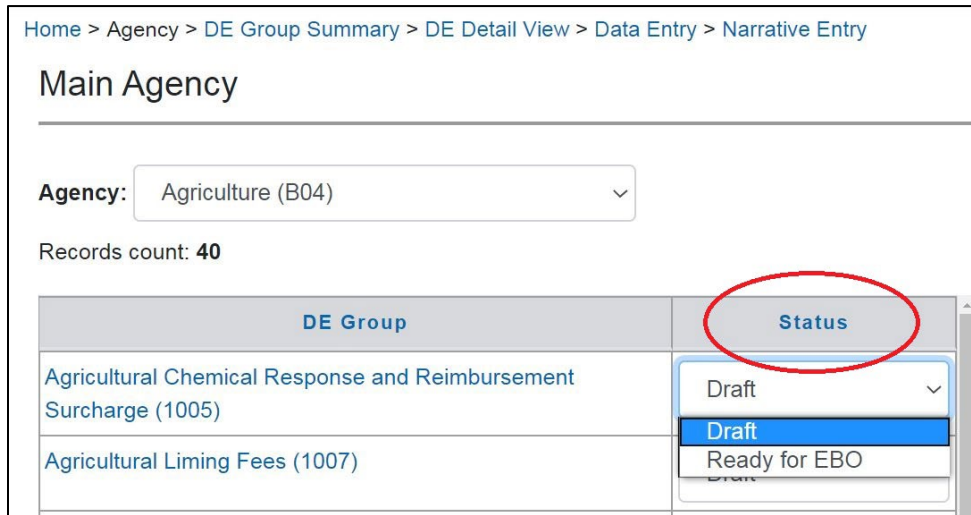 Home > Agency > DE Group Summary > DE Detail View > Data Entry > Narrative Entry
Main Agency
Agency: Agriculture (B04)
Records count: 40
DE Group Status
Agricultural Chemical Response and Reimbursement
Surcharge (1005)
Draft
Draft
Ready for EBO
Agricultural Liming Fees (1007)
Draft